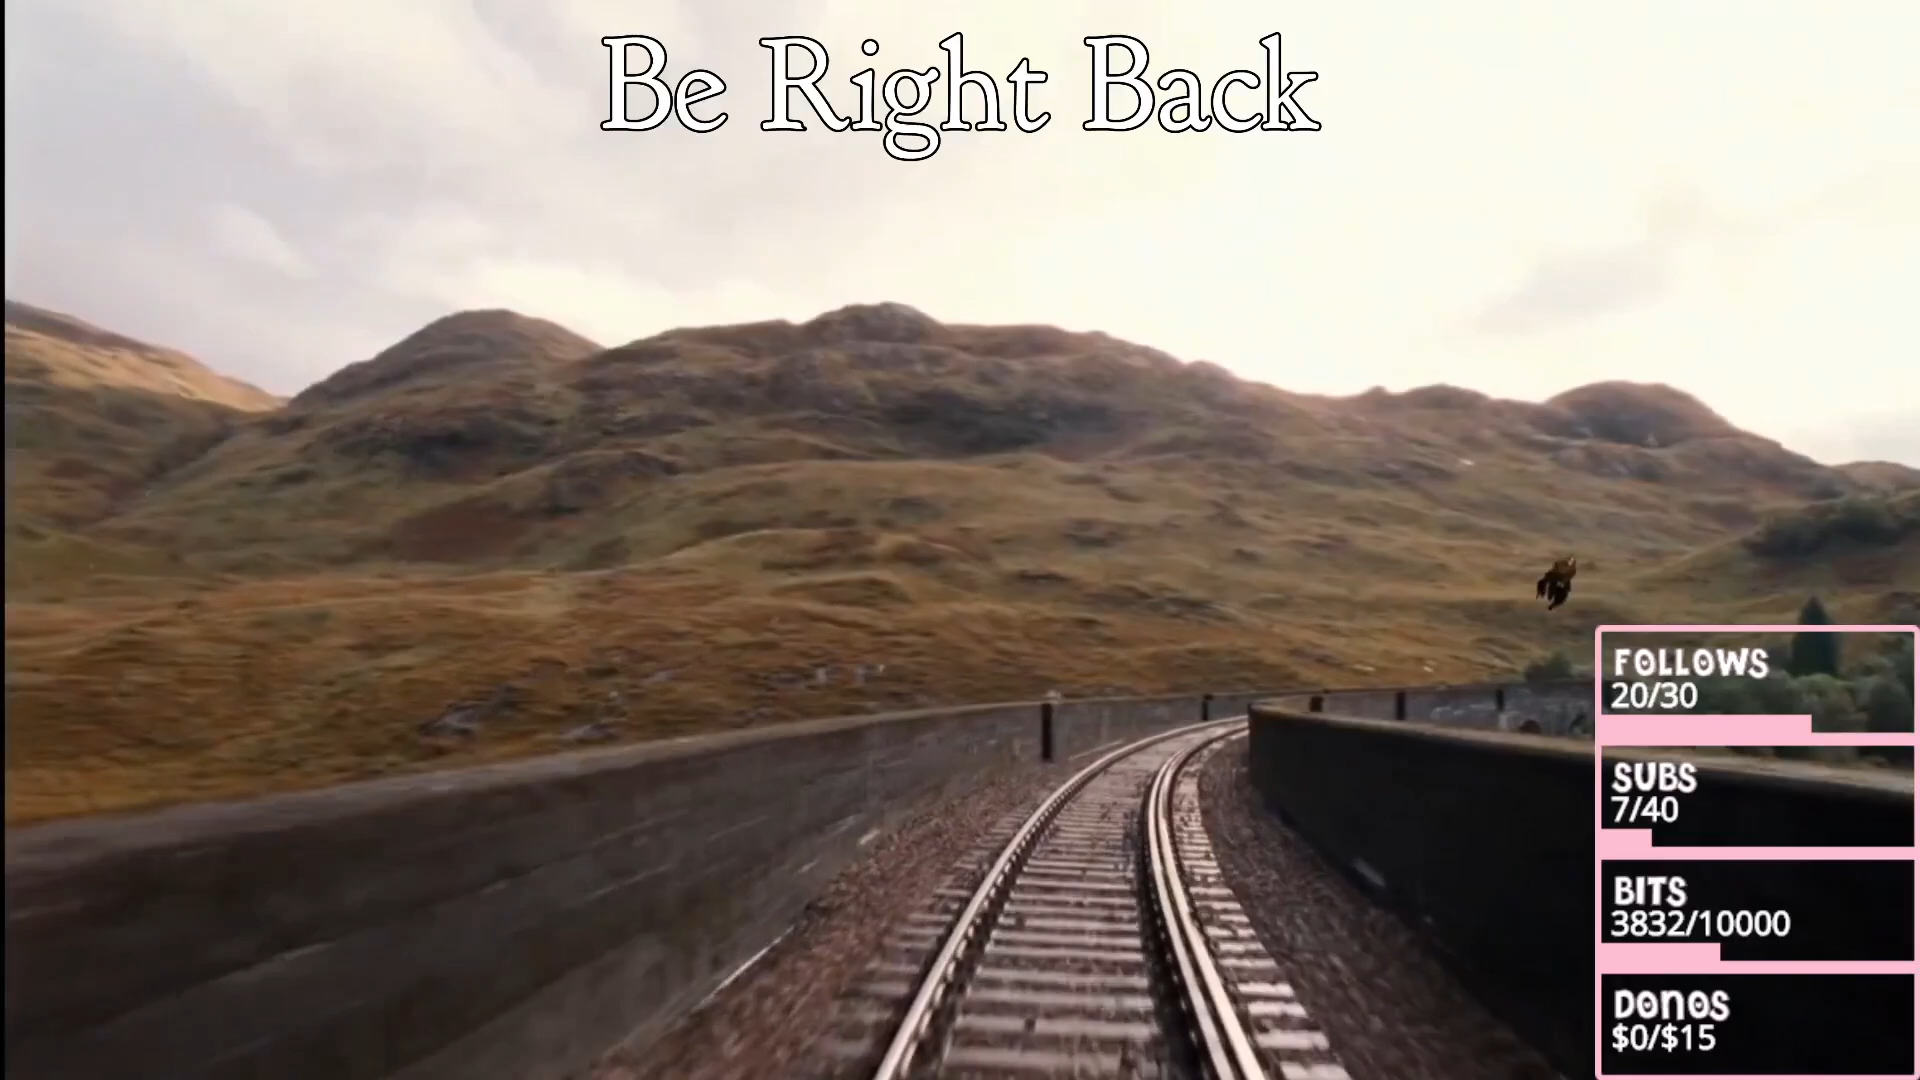 Be Right Back
FOLLOWS
20/30
SUBS
7/40
BITS
3832/10000
DONOS
$0/$15